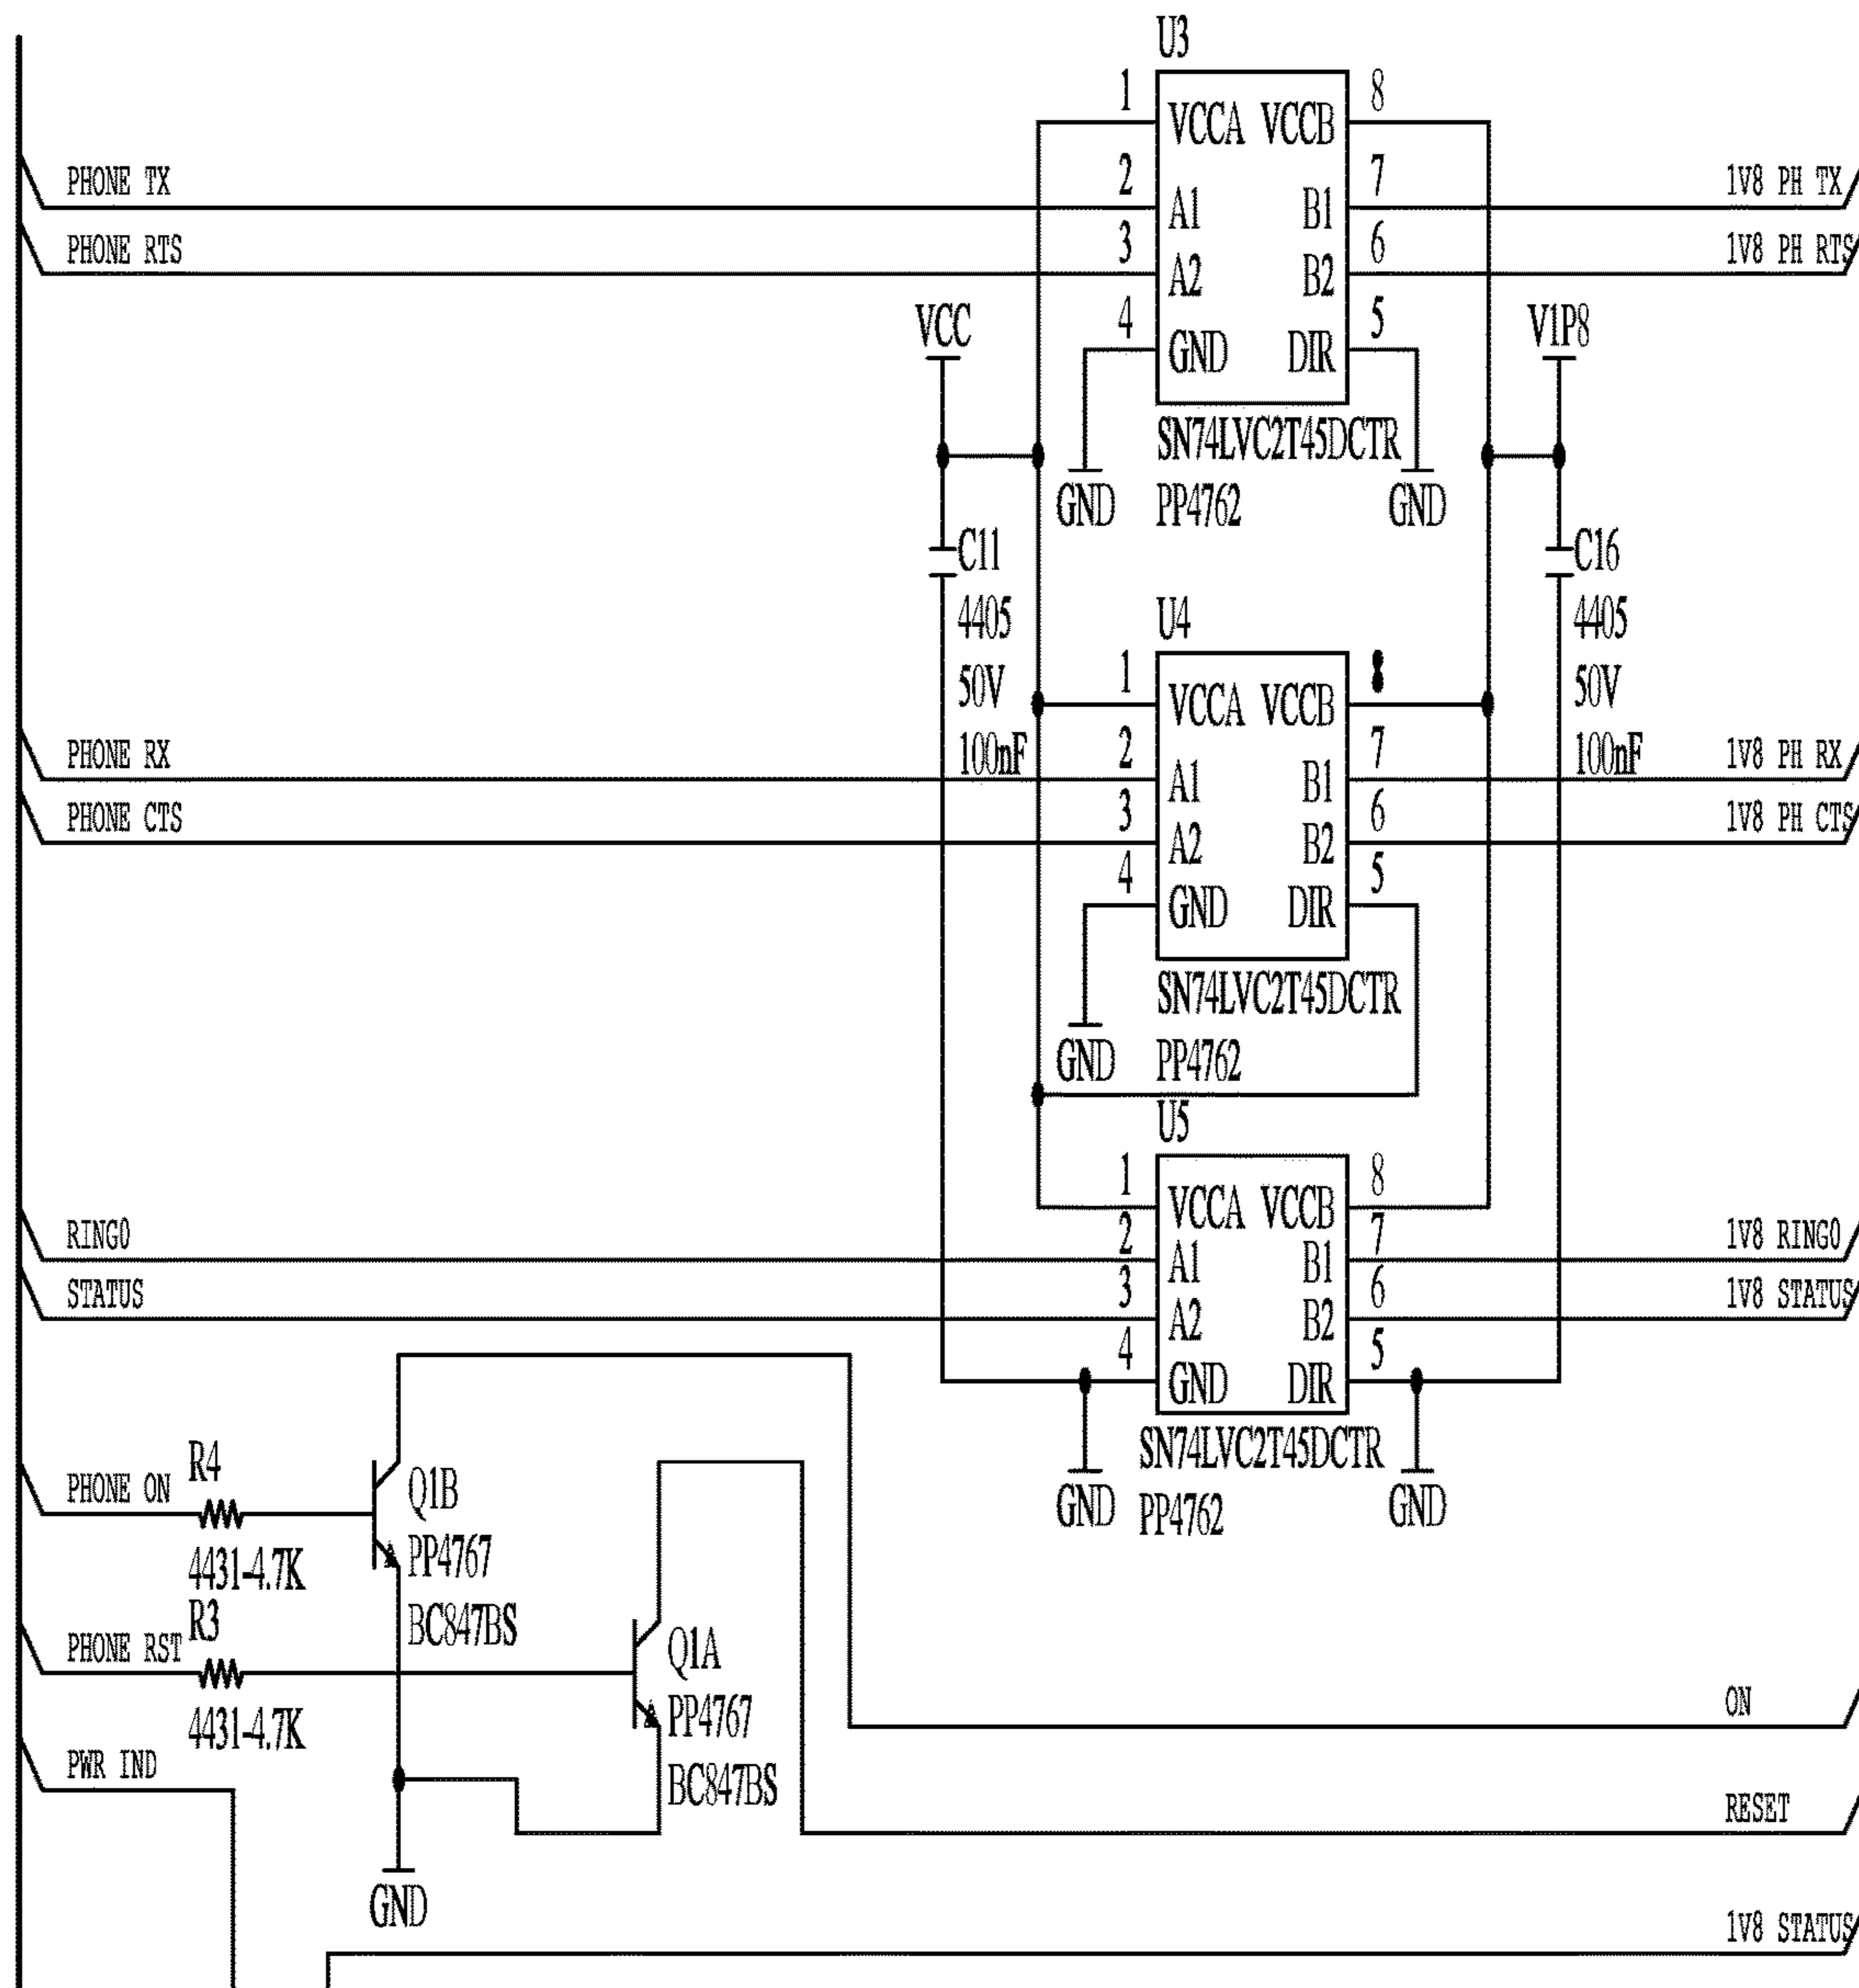 U3
1
VCCA VCCB
8
PHONE TX
2
A1
B1
7
1V8 PH TX
PHONE RTS
3
A2
B2
6
1V8 PH RTS
4
GND
DIR
5
VCC
V1P8
SN74LVC2T45DCTR
PP4762
GND
GND
C11
4405
50V
100nF
C16
4405
50V
100nF
U4
1
VCCA VCCB
8
PHONE RX
2
A1
B1
7
1V8 PH RX
PHONE CTS
3
A2
B2
6
1V8 PH CTS
4
GND
DIR
5
SN74LVC2T45DCTR
PP4762
GND
U5
1
VCCA VCCB
8
RING0
2
A1
B1
7
1V8 RING0
STATUS
3
A2
B2
6
1V8 STATUS
4
GND
DIR
5
SN74LVC2T45DCTR
PP4762
GND
GND
PHONE ON
R4
4431-4.7K
Q1B
PP4767
BC847BS
PHONE RST
R3
4431-4.7K
Q1A
PP4767
BC847BS
ON
PWR IND
RESET
GND
1V8 STATUS